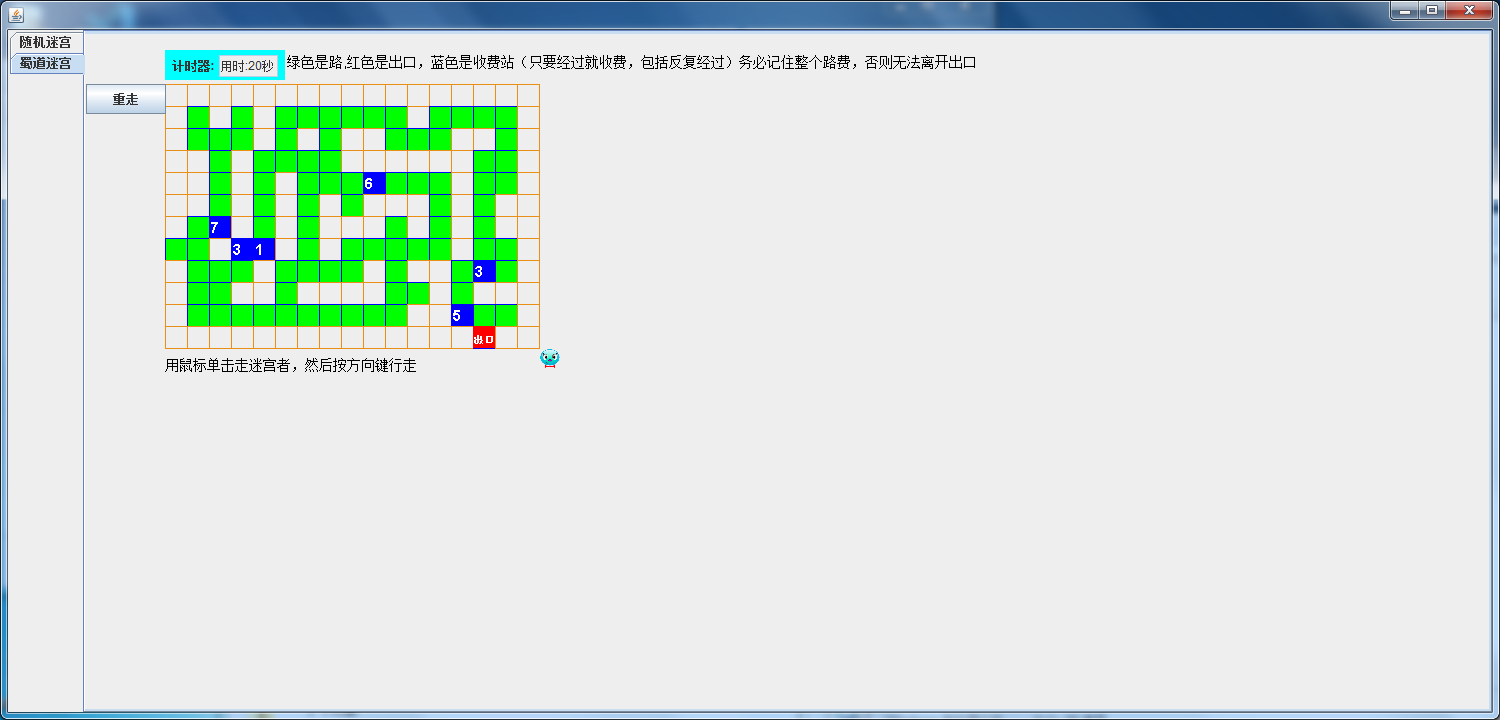 随机迷宫
蜀道迷宫
计时器: 用时:20秒 绿色是路,红色是出口，蓝色是收费站（只要经过就收费，包括反复经过）务必记住整个路费，否则无法离开出口
重走
6
7
3 1
3
5
出口
用鼠标单击走迷宫者，然后按方向键行走